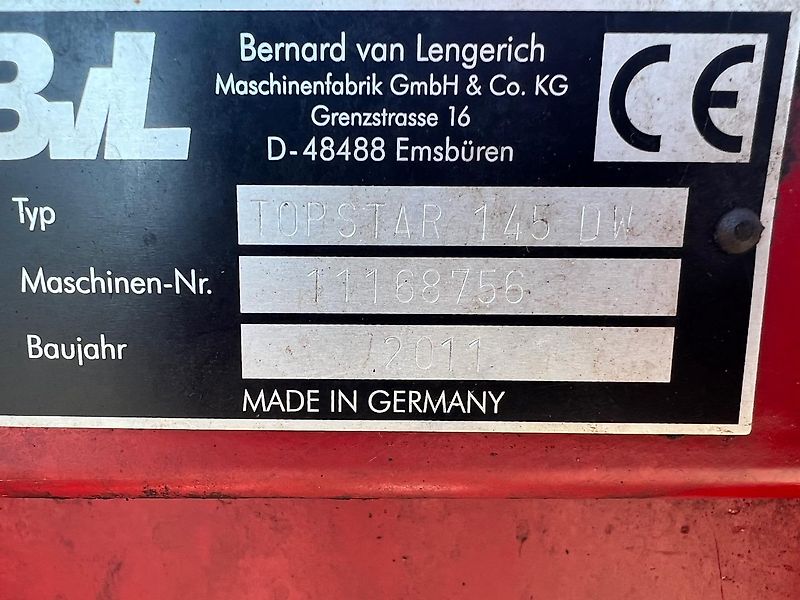 BvL
Bernard van Lengerich
Maschinenfabrik GmbH & Co. KG
Grenzstrasse 16
D-48488 Emsbüren
CE
Typ TOPSTAR 145 DW
Maschinen-Nr. 11168756
Baujahr /2011
MADE IN GERMANY